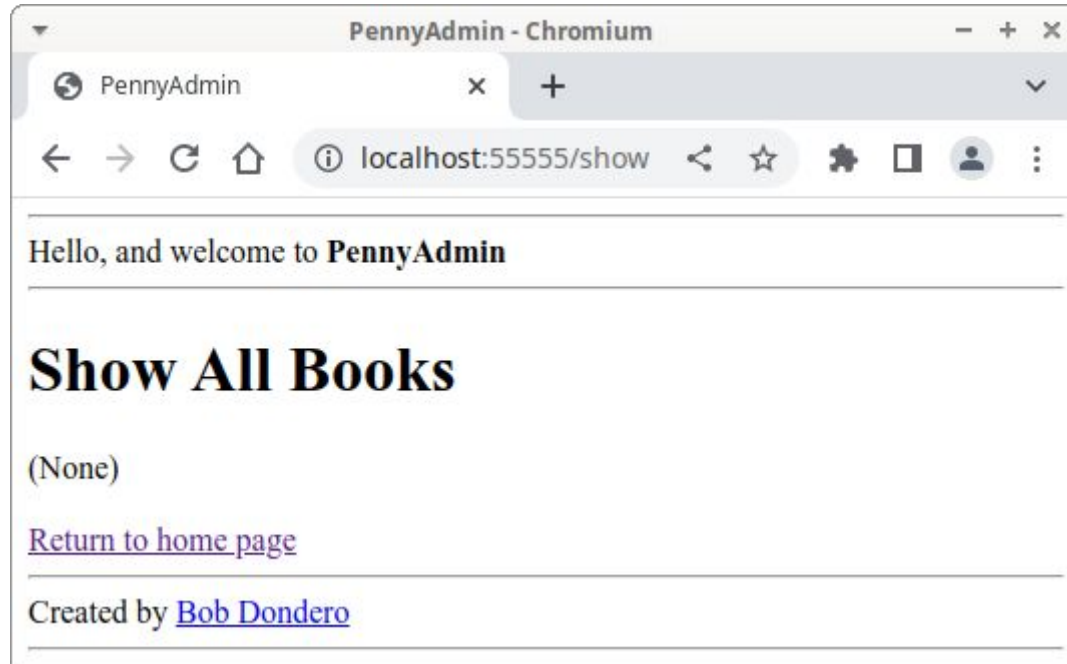 PennyAdmin - Chromium
PennyAdmin
localhost:55555/show
Hello, and welcome to PennyAdmin
Show All Books
(None)
Return to home page
Created by Bob Dondero